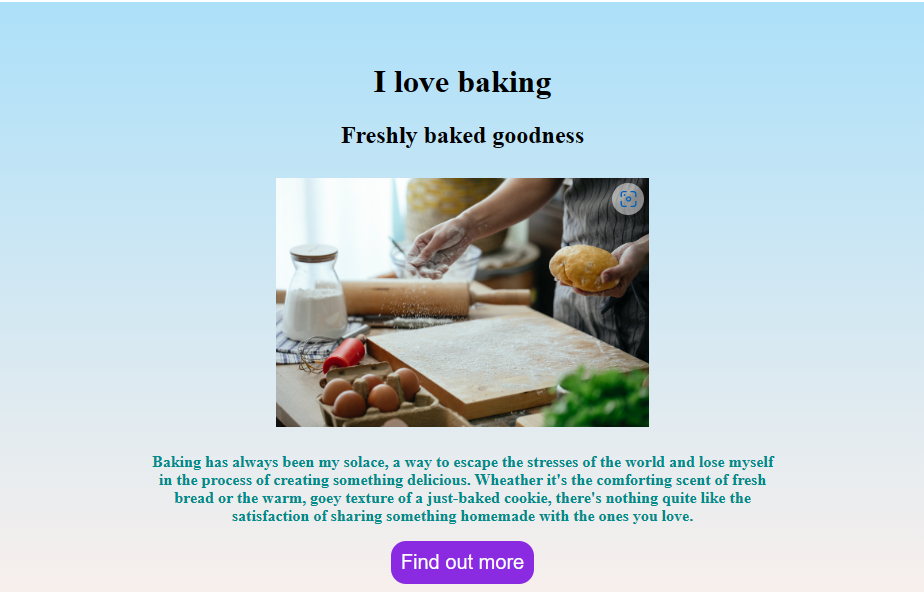 I love baking
Freshly baked goodness
Baking has always been my solace, a way to escape the stresses of the world and lose myself
in the process of creating something delicious. Wheather it's the comforting scent of fresh
bread or the warm, goey texture of a just-baked cookie, there's nothing quite like the
satisfaction of sharing something homemade with the ones you love.
Find out more